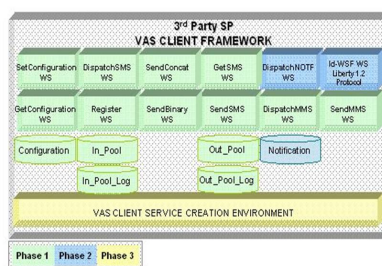 3rd Party SP
VAS CLIENT FRAMEWORK
SetConfiguration WS
DispatchSMS WS
SendConcat WS
GetSMS WS
DispatchNOTF WS
Id-WSF WS Liberty 1.2 Protocol
GetConfiguration WS
Register WS
SendBinary WS
SendSMS WS
DispatchMMS WS
SendMMS WS
Configuration
In_Pool
Out_Pool
Notification
In_Pool_Log
Out_Pool_Log
VAS CLIENT SERVICE CREATION ENVIRONMENT
Phase 1
Phase 2
Phase 3